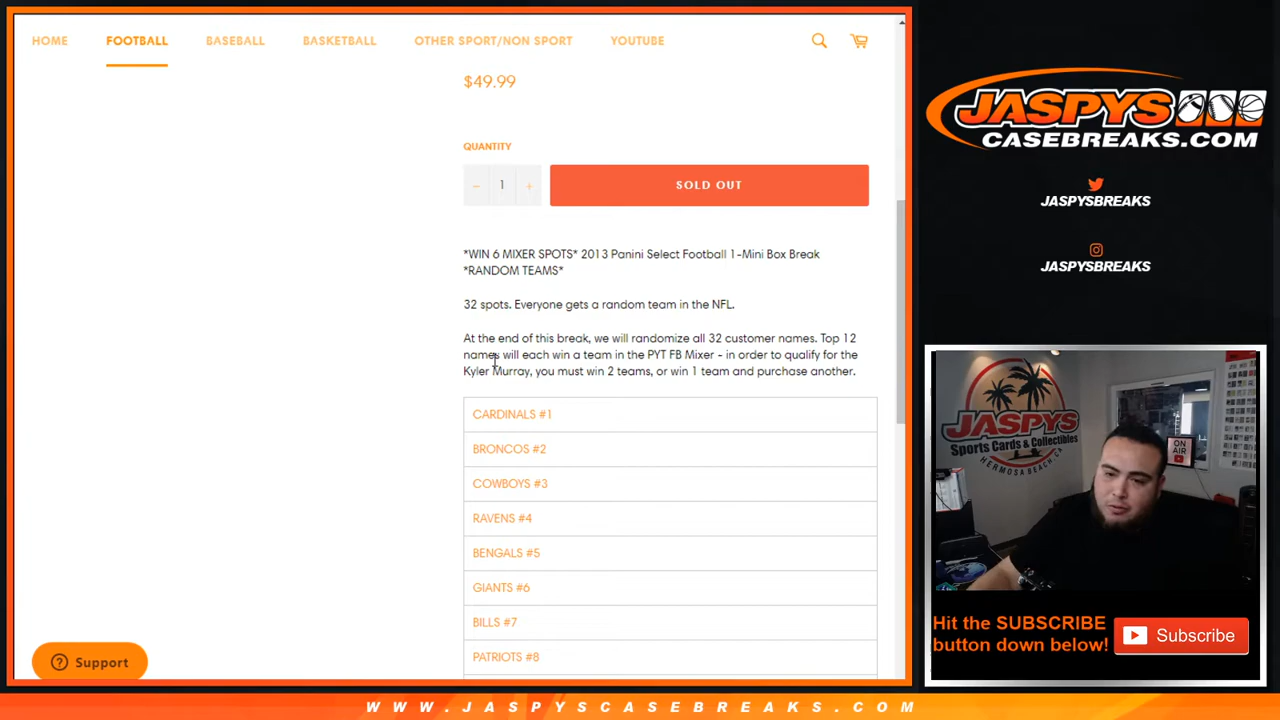 HOME FOOTBALL BASEBALL BASKETBALL OTHER SPORT/NON SPORT YOUTUBE
$49.99
QUANTITY
− 1 + SOLD OUT
*WIN 6 MIXER SPOTS* 2013 Panini Select Football 1-Mini Box Break
*RANDOM TEAMS*
32 spots. Everyone gets a random team in the NFL.
At the end of this break, we will randomize all 32 customer names. Top 12
names will each win a team in the PYT FB Mixer - in order to qualify for the
Kyler Murray, you must win 2 teams, or win 1 team and purchase another.
CARDINALS #1
BRONCOS #2
COWBOYS #3
RAVENS #4
BENGALS #5
GIANTS #6
BILLS #7
PATRIOTS #8
Support
JASPYS
CASEBREAKS.COM
JASPYSBREAKS
JASPYSBREAKS
JASPYS
Sports Cards & Collectibles
HERMOSA BEACH, CA
ON
AIR
Hit the SUBSCRIBE
button down below!
Subscribe
WWW.JASPYSCASEBREAKS.COM